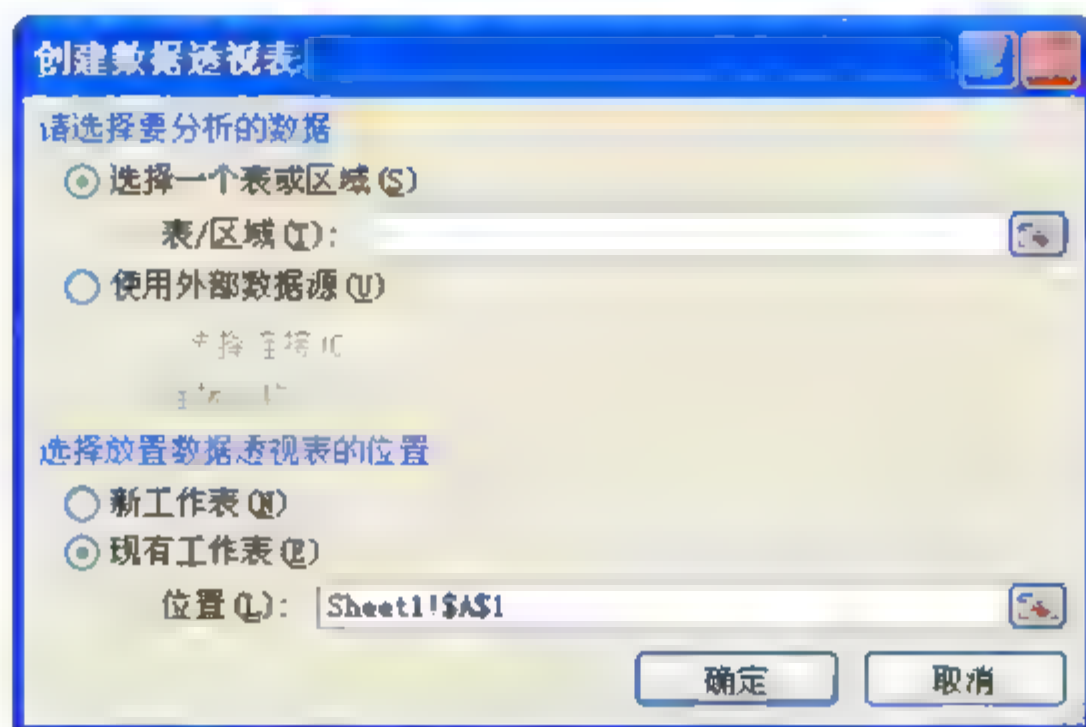 创建数据透视表
请选择要分析的数据
选择一个表或区域(S)
表/区域(T):
使用外部数据源(U)
选择放置数据透视表的位置
新工作表(N)
现有工作表(E)
位置(L): Sheet1!$A$1
确定 取消